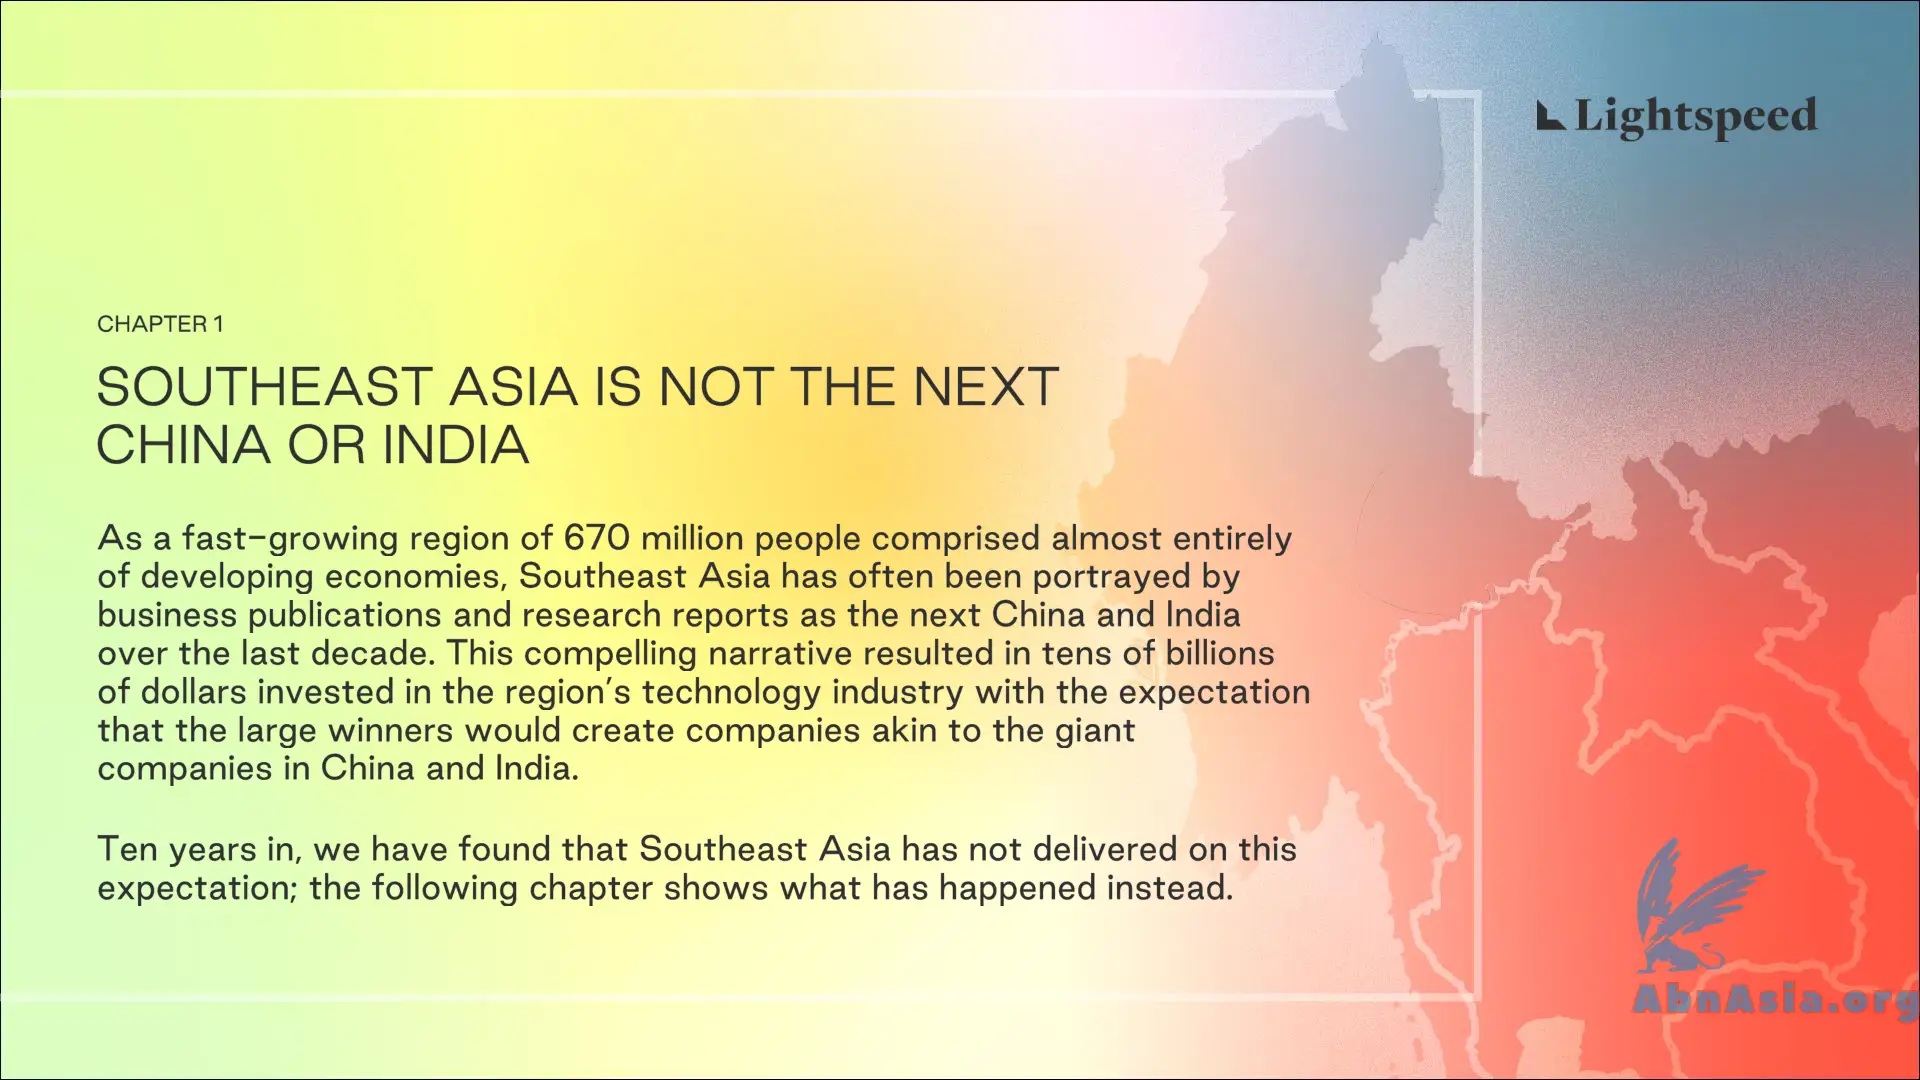 Lightspeed
CHAPTER 1
SOUTHEAST ASIA IS NOT THE NEXT
CHINA OR INDIA
As a fast-growing region of 670 million people comprised almost entirely
of developing economies, Southeast Asia has often been portrayed by
business publications and research reports as the next China and India
over the last decade. This compelling narrative resulted in tens of billions
of dollars invested in the region's technology industry with the expectation
that the large winners would create companies akin to the giant
companies in China and India.
Ten years in, we have found that Southeast Asia has not delivered on this
expectation; the following chapter shows what has happened instead.
AbnAsia.org